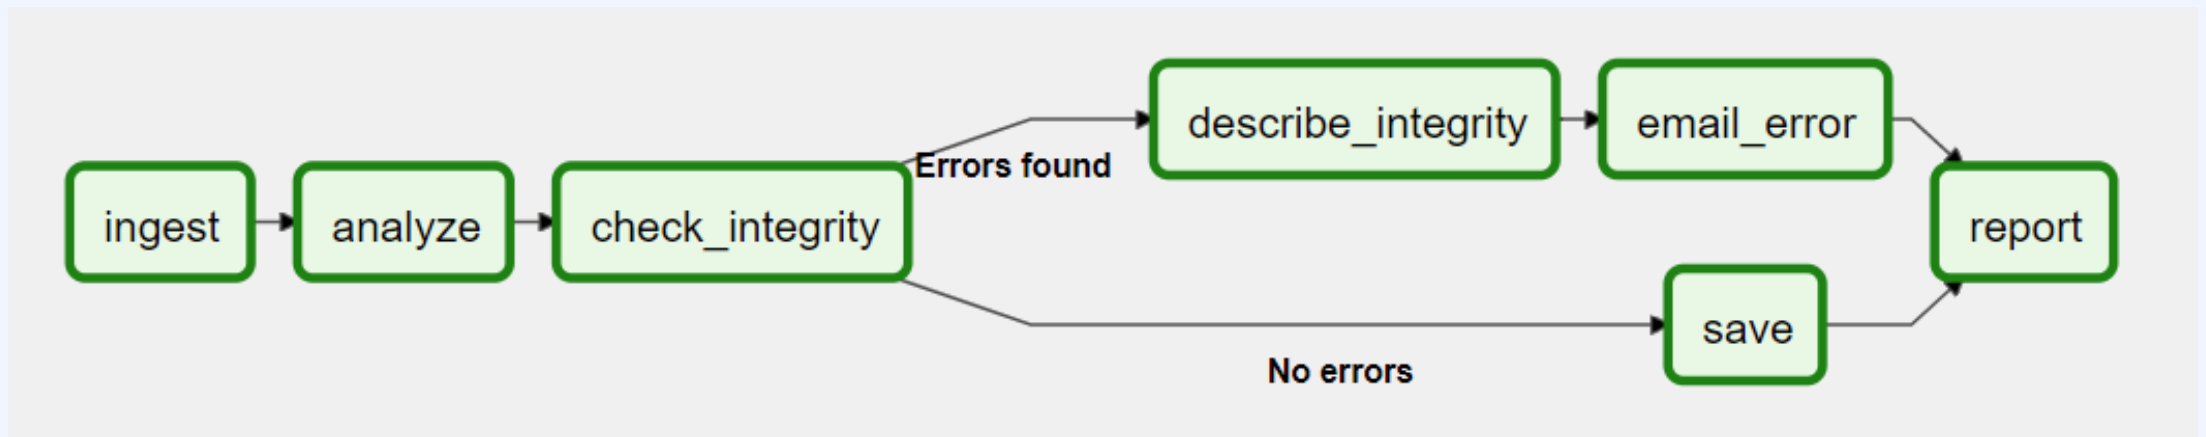 ingest
analyze
check_integrity
Errors found
describe_integrity
email_error
No errors
save
report